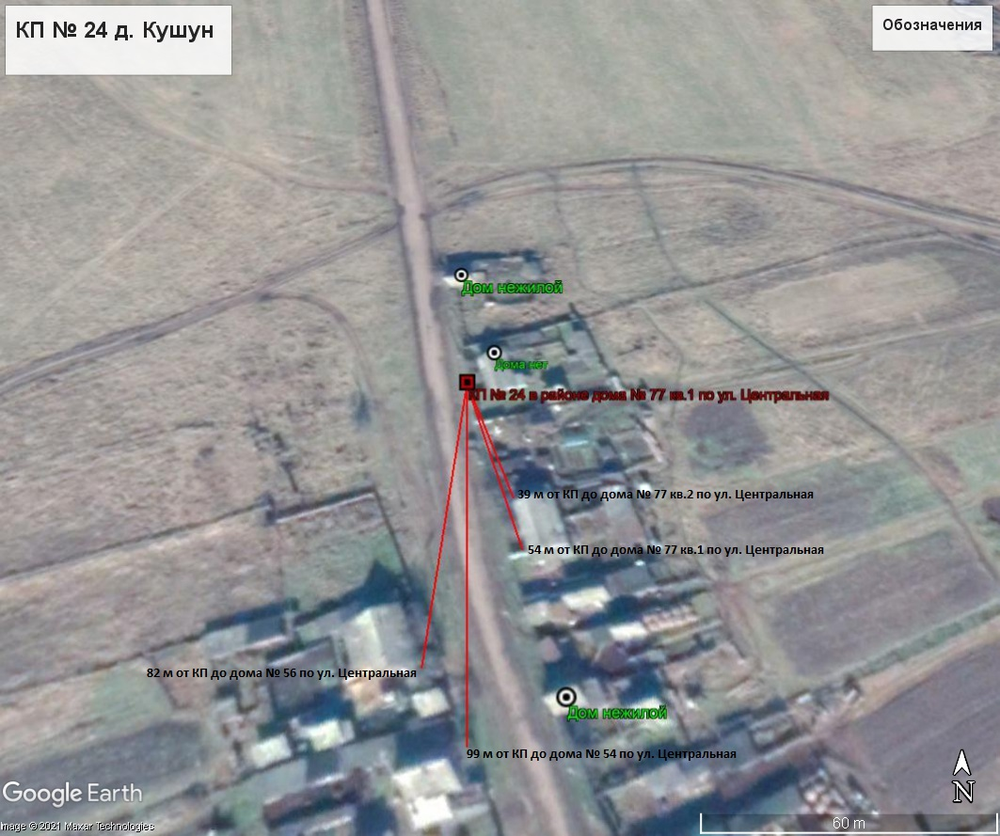 КП № 24 д. Кушун
Обозначения
Дом нежилой
Дома нет
КП № 24 в районе дома № 77 кв.1 по ул. Центральная
39 м от КП до дома № 77 кв.2 по ул. Центральная
54 м от КП до дома № 77 кв.1 по ул. Центральная
82 м от КП до дома № 56 по ул. Центральная
Дом нежилой
99 м от КП до дома № 54 по ул. Центральная
Google Earth
N
mage © 2021 Maxar Technologies
60 m